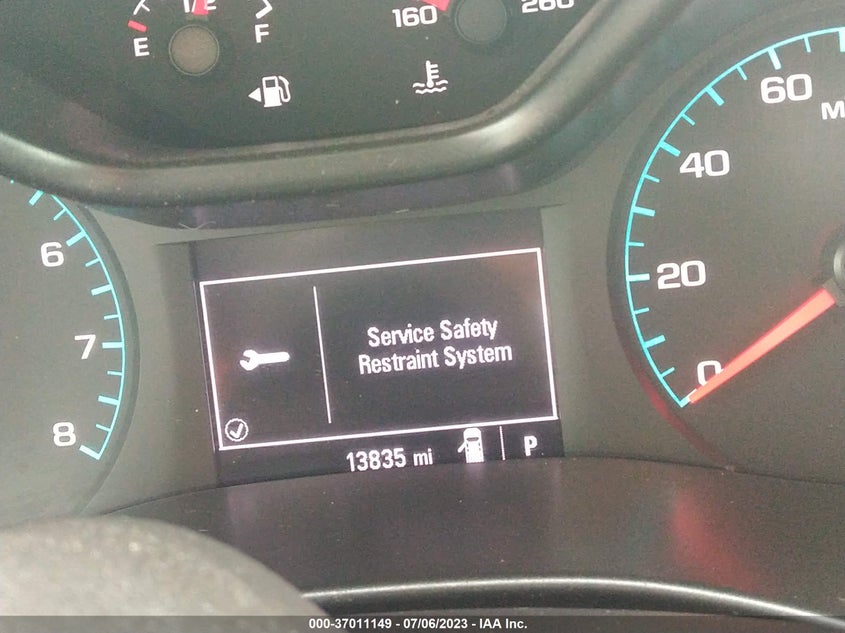 1/2
E
F
160
260
60
M
40
6
20
7
0
8
Service Safety
Restraint System
13835 mi
P
000-37011149 - 07/06/2023 - IAA Inc.